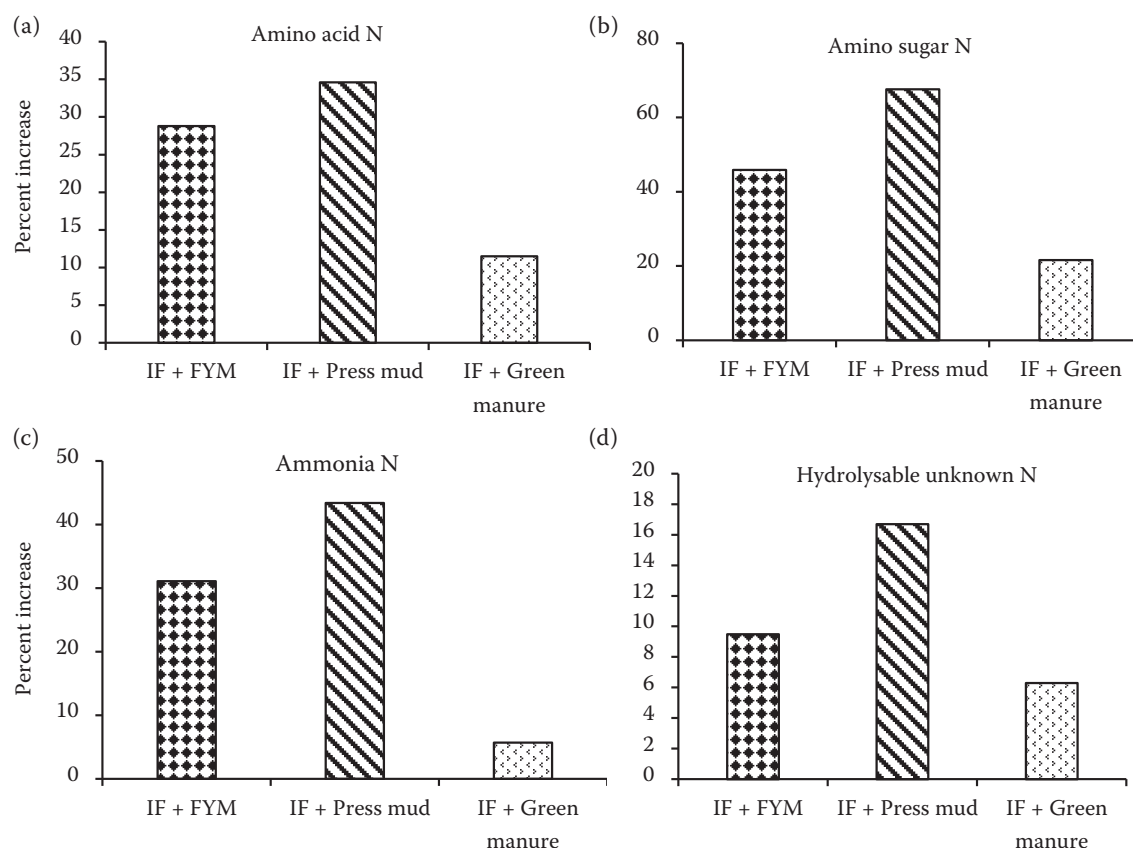 (a)
Amino acid N
40
35
30
25
20
15
10
5
0
Percent increase
IF + FYM
IF + Press mud
IF + Green
manure
(b)
Amino sugar N
80
60
40
20
0
IF + FYM
IF + Press mud
IF + Green
manure
(c)
Ammonia N
50
40
30
20
10
0
Percent increase
IF + FYM
IF + Press mud
IF + Green
manure
(d)
Hydrolysable unknown N
20
18
16
14
12
10
8
6
4
2
0
IF + FYM
IF + Press mud
IF + Green
manure